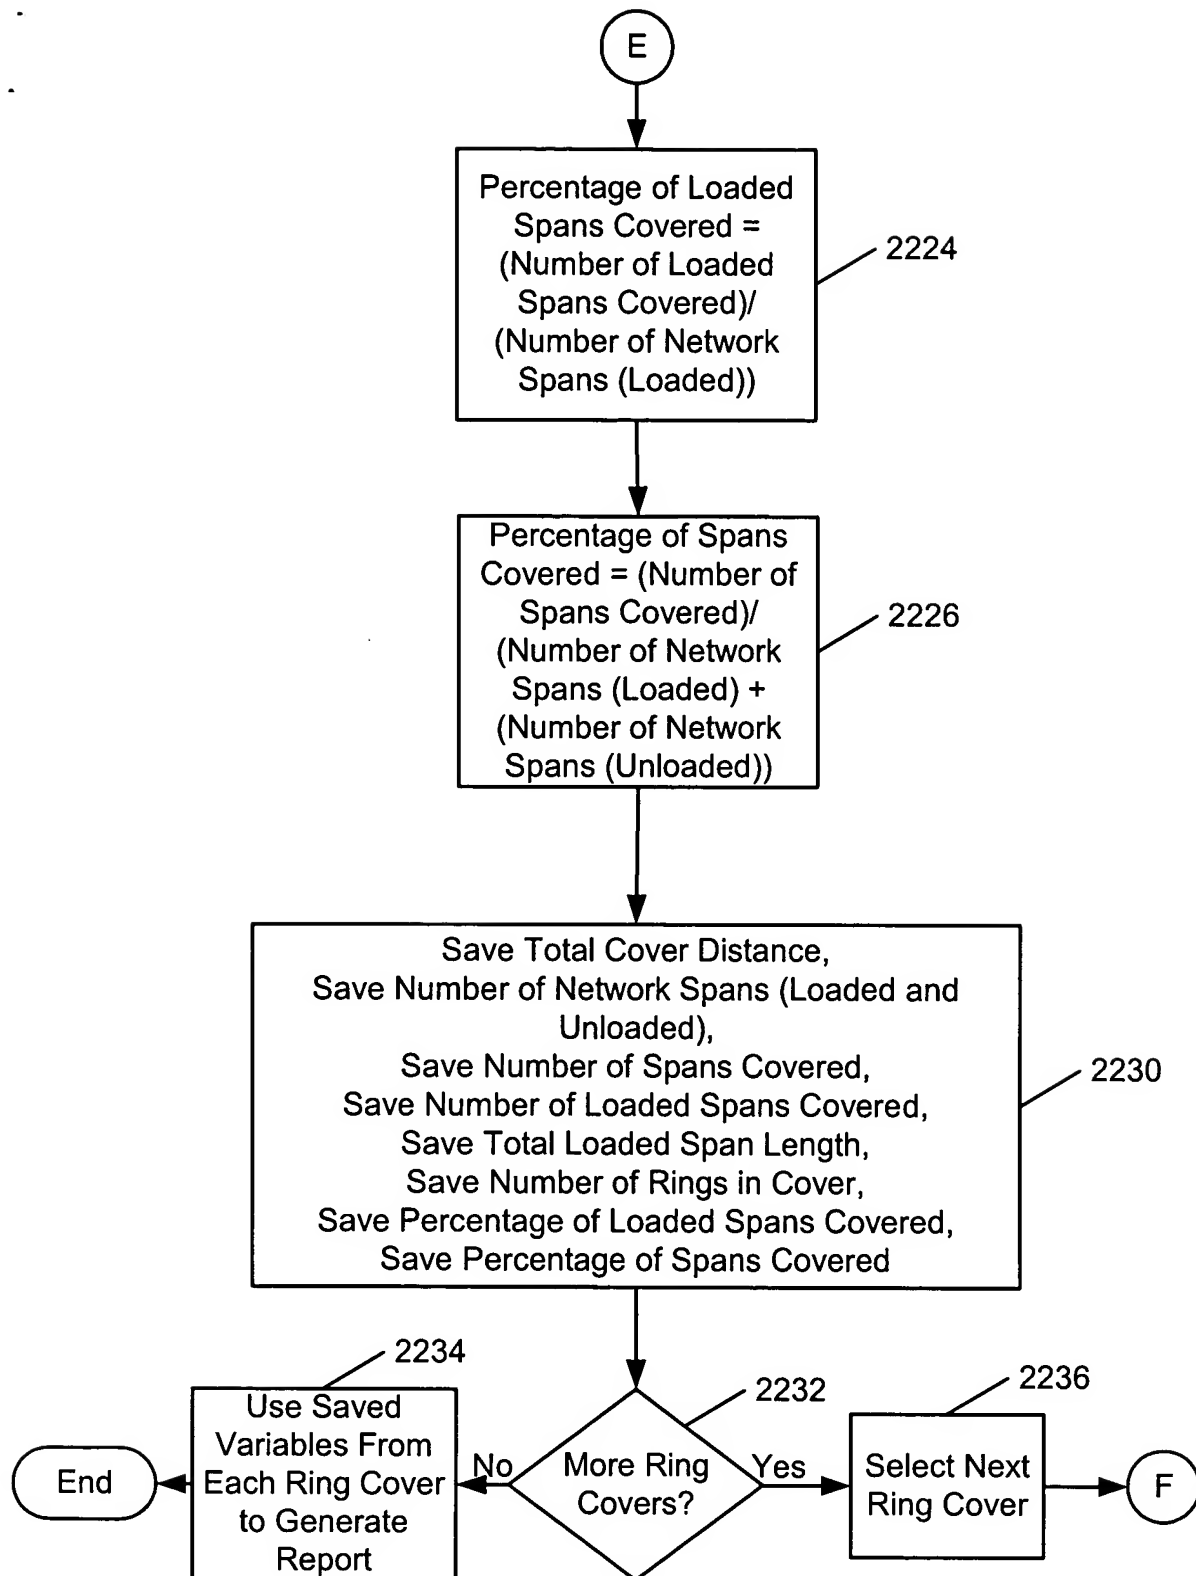 E
Percentage of Loaded
Spans Covered =
(Number of Loaded
Spans Covered)/
(Number of Network
Spans (Loaded))
2224
Percentage of Spans
Covered = (Number of
Spans Covered)/
(Number of Network
Spans (Loaded) +
(Number of Network
Spans (Unloaded))
2226
Save Total Cover Distance,
Save Number of Network Spans (Loaded and
Unloaded),
Save Number of Spans Covered,
Save Number of Loaded Spans Covered,
Save Total Loaded Span Length,
Save Number of Rings in Cover,
Save Percentage of Loaded Spans Covered,
Save Percentage of Spans Covered
2230
2234
2232
2236
Use Saved
Variables From
Each Ring Cover
to Generate
Report
End
No
More Ring
Covers?
Yes
Select Next
Ring Cover
F